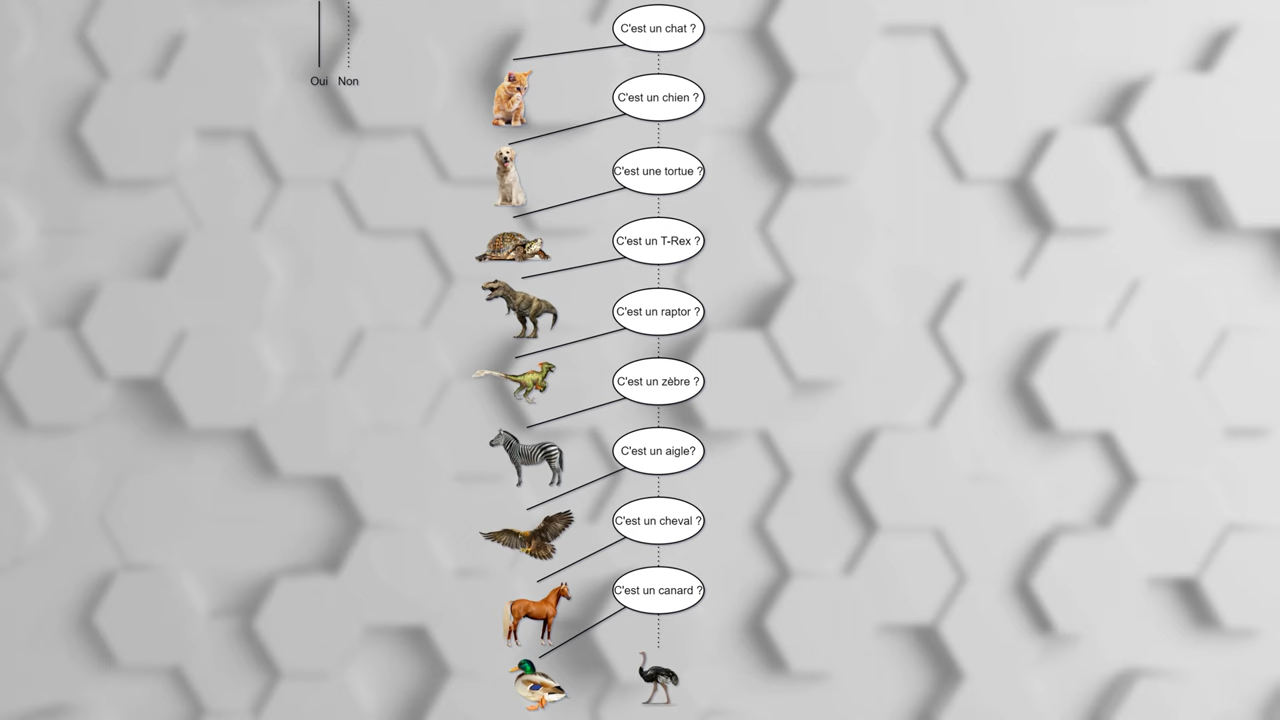 C'est un chat ?
Oui Non
C'est un chien ?
C'est une tortue ?
C'est un T-Rex ?
C'est un raptor ?
C'est un zèbre ?
C'est un aigle?
C'est un cheval ?
C'est un canard ?